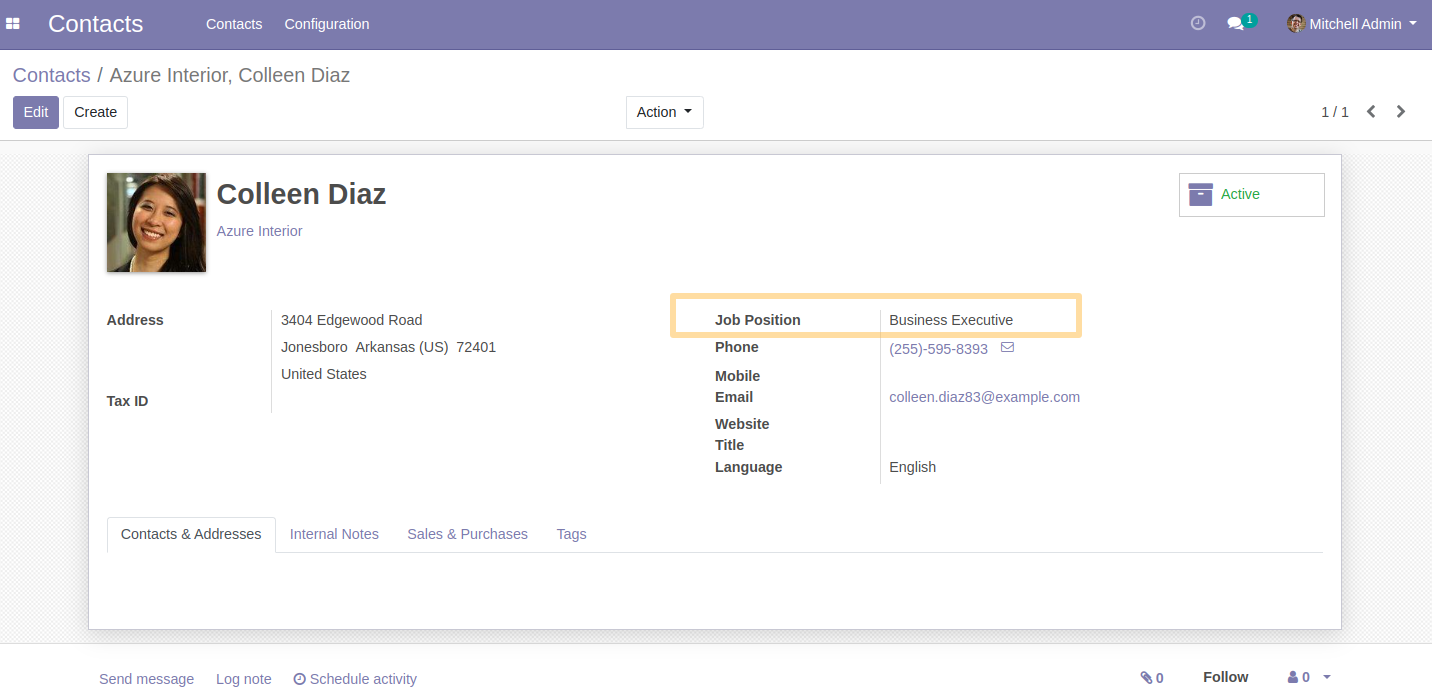 Contacts Contacts Configuration 1 Mitchell Admin
Contacts / Azure Interior, Colleen Diaz
Edit Create Action 1 / 1
Colleen Diaz
Active
Azure Interior
Address 3404 Edgewood Road
Jonesboro Arkansas (US) 72401
United States
Tax ID
Job Position Business Executive
Phone (255)-595-8393
Mobile
Email colleen.diaz83@example.com
Website
Title
Language English
Contacts & Addresses Internal Notes Sales & Purchases Tags
Send message Log note Schedule activity 0 Follow 0